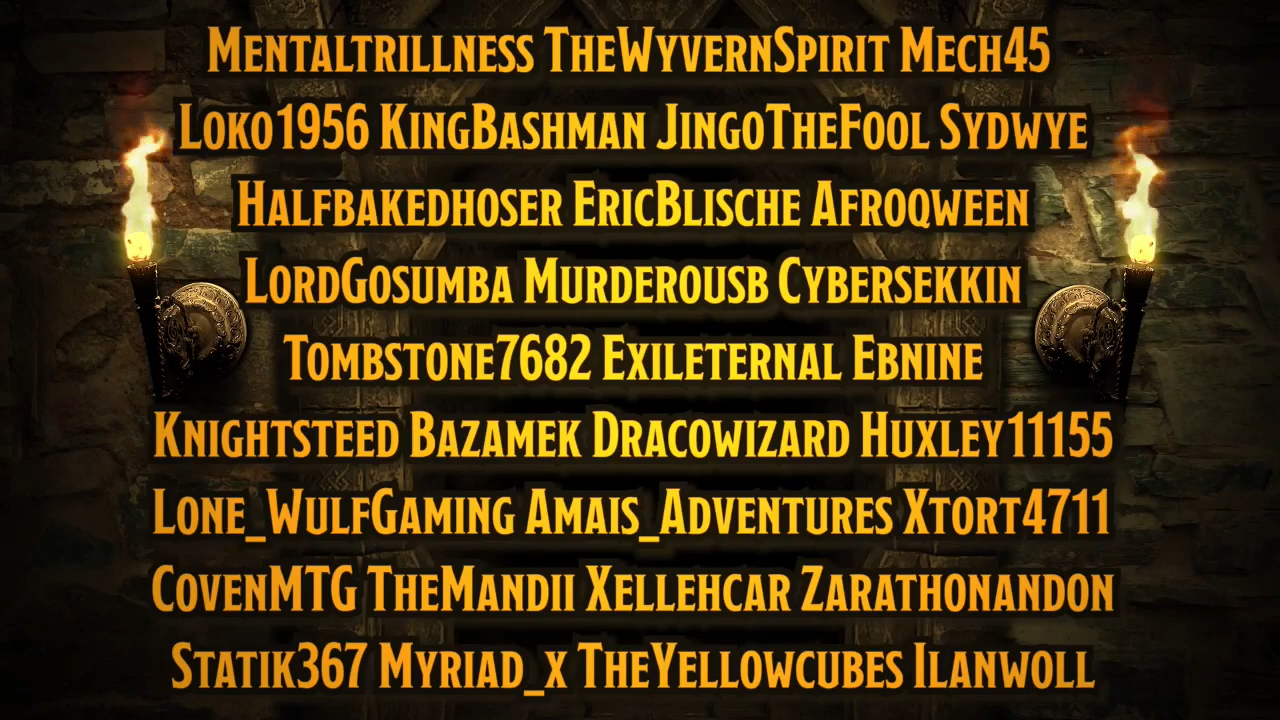 Mentaltrillness TheWyvernSpirit Mech45
Loko1956 KingBashman JingoTheFool Sydwye
Halfbakedhoser EricBlische Afroqween
LordGosumba Murderousb Cybersekkin
Tombstone7682 Exileternal Ebnine
Knightsteed Bazamek Dracowizard Huxley11155
Lone_WulfGaming Amais_Adventures Xtort4711
CovenMTG TheMandii Xellehcar Zarathonandon
Statik367 Myriad_x TheYellowcubes Ilanwoll